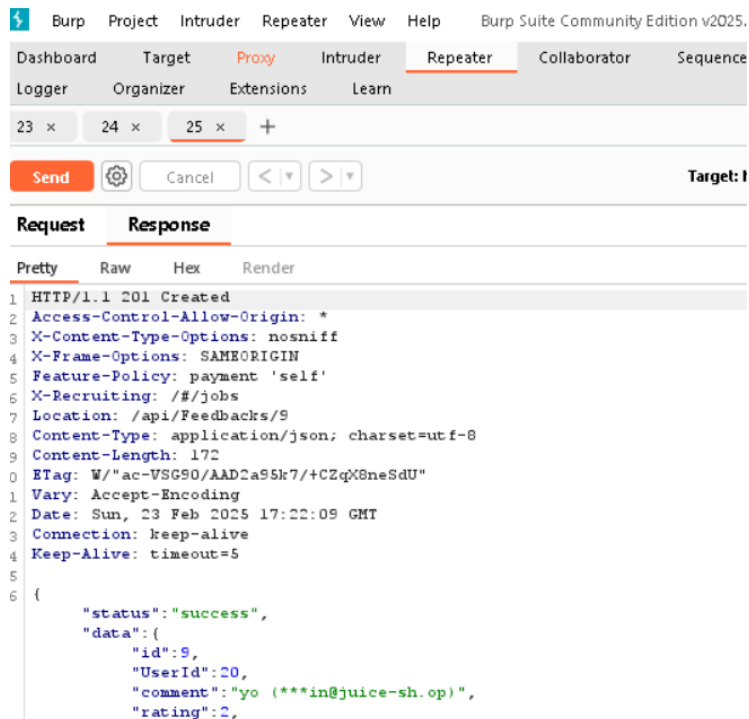 Burp Project Intruder Repeater View Help Burp Suite Community Edition v2025.
Dashboard Target Proxy Intruder Repeater Collaborator Sequence
Logger Organizer Extensions Learn
23 × 24 × 25 × +
Send Cancel < > Target:
Request Response
Pretty Raw Hex Render
1 HTTP/1.1 201 Created
2 Access-Control-Allow-Origin: *
3 X-Content-Type-Options: nosniff
4 X-Frame-Options: SAMEORIGIN
5 Feature-Policy: payment 'self'
6 X-Recruiting: /#/jobs
7 Location: /api/Feedbacks/9
8 Content-Type: application/json; charset=utf-8
9 Content-Length: 172
0 ETag: W/"ac-VSG90/AAD2a95k7/+CZqX8neSdU"
1 Vary: Accept-Encoding
2 Date: Sun, 23 Feb 2025 17:22:09 GMT
3 Connection: keep-alive
4 Keep-Alive: timeout=5
5
6 {
"status":"success",
"data":{
"id":9,
"UserId":20,
"comment":"yo (***in@juice-sh.op)",
"rating":2,